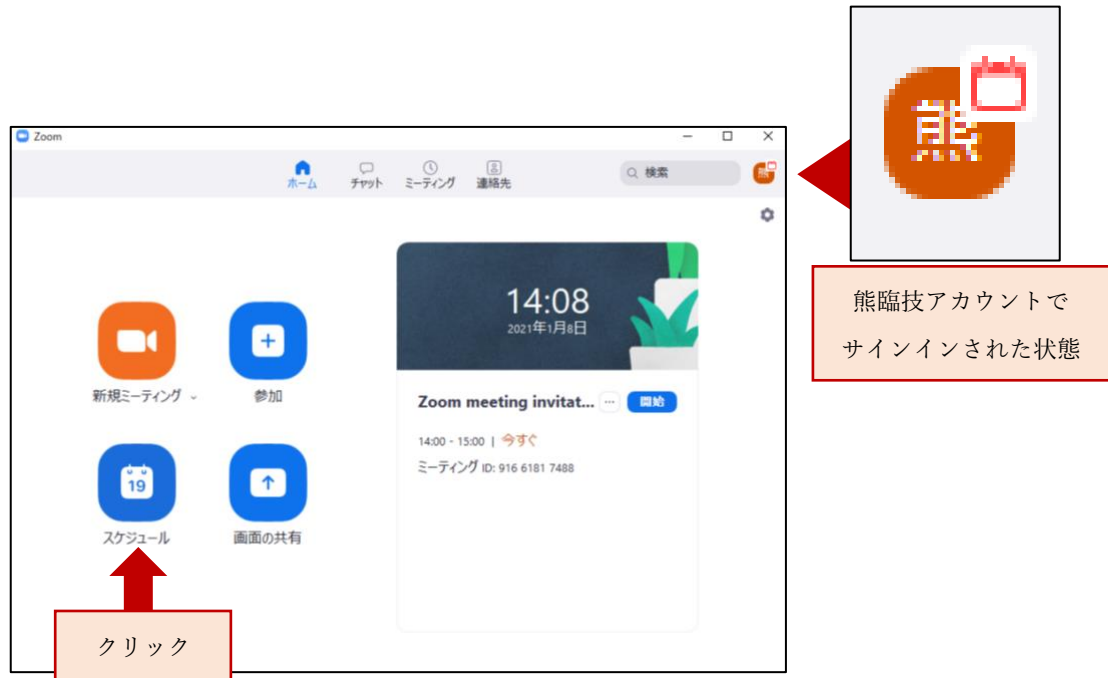 熊
Zoom
ホーム
チャット
ミーティング
連絡先
検索
熊
熊臨技アカウントで
サインインされた状態
14:08
2021年1月8日
新規ミーティング
参加
Zoom meeting invitat...
開始
14:00 - 15:00 | 今すぐ
ミーティング ID: 916 6181 7488
19
スケジュール
画面の共有
クリック